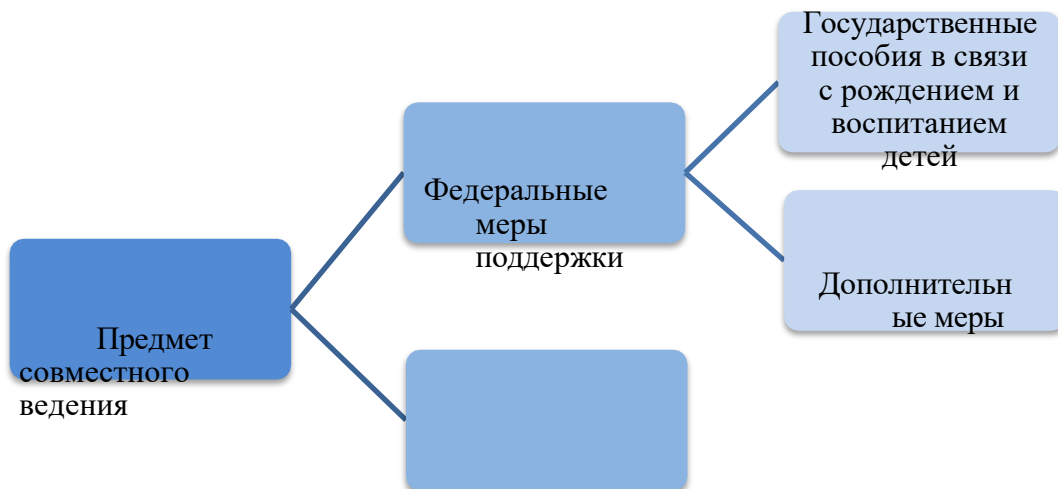 Предмет
совместного
ведения
Федеральные
меры
поддержки
Государственные
пособия в связи
с рождением и
воспитанием
детей
Дополнительн
ые меры